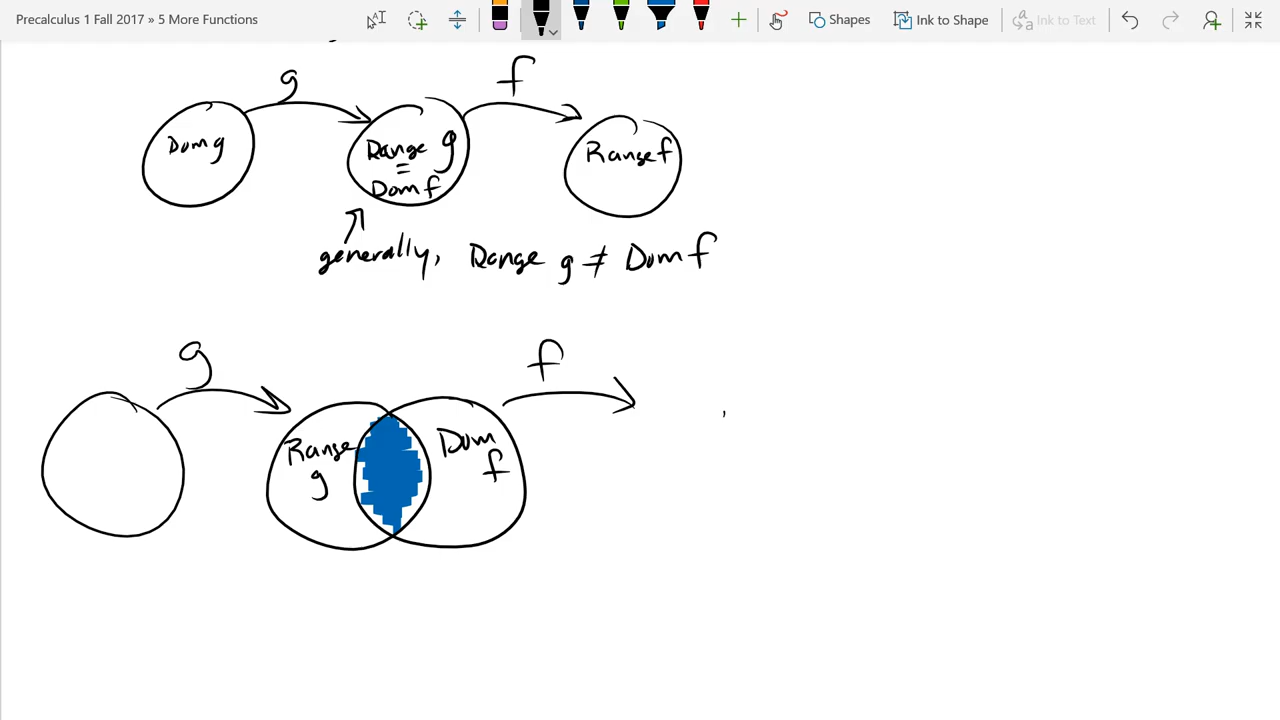 Precalculus 1 Fall 2017 » 5 More Functions
Shapes
Ink to Shape
Ink to Text
g f
Dom g
Range g
=
Dom f
Range f
generally, Range g ≠ Dom f
g f
Range
g
Dom
f